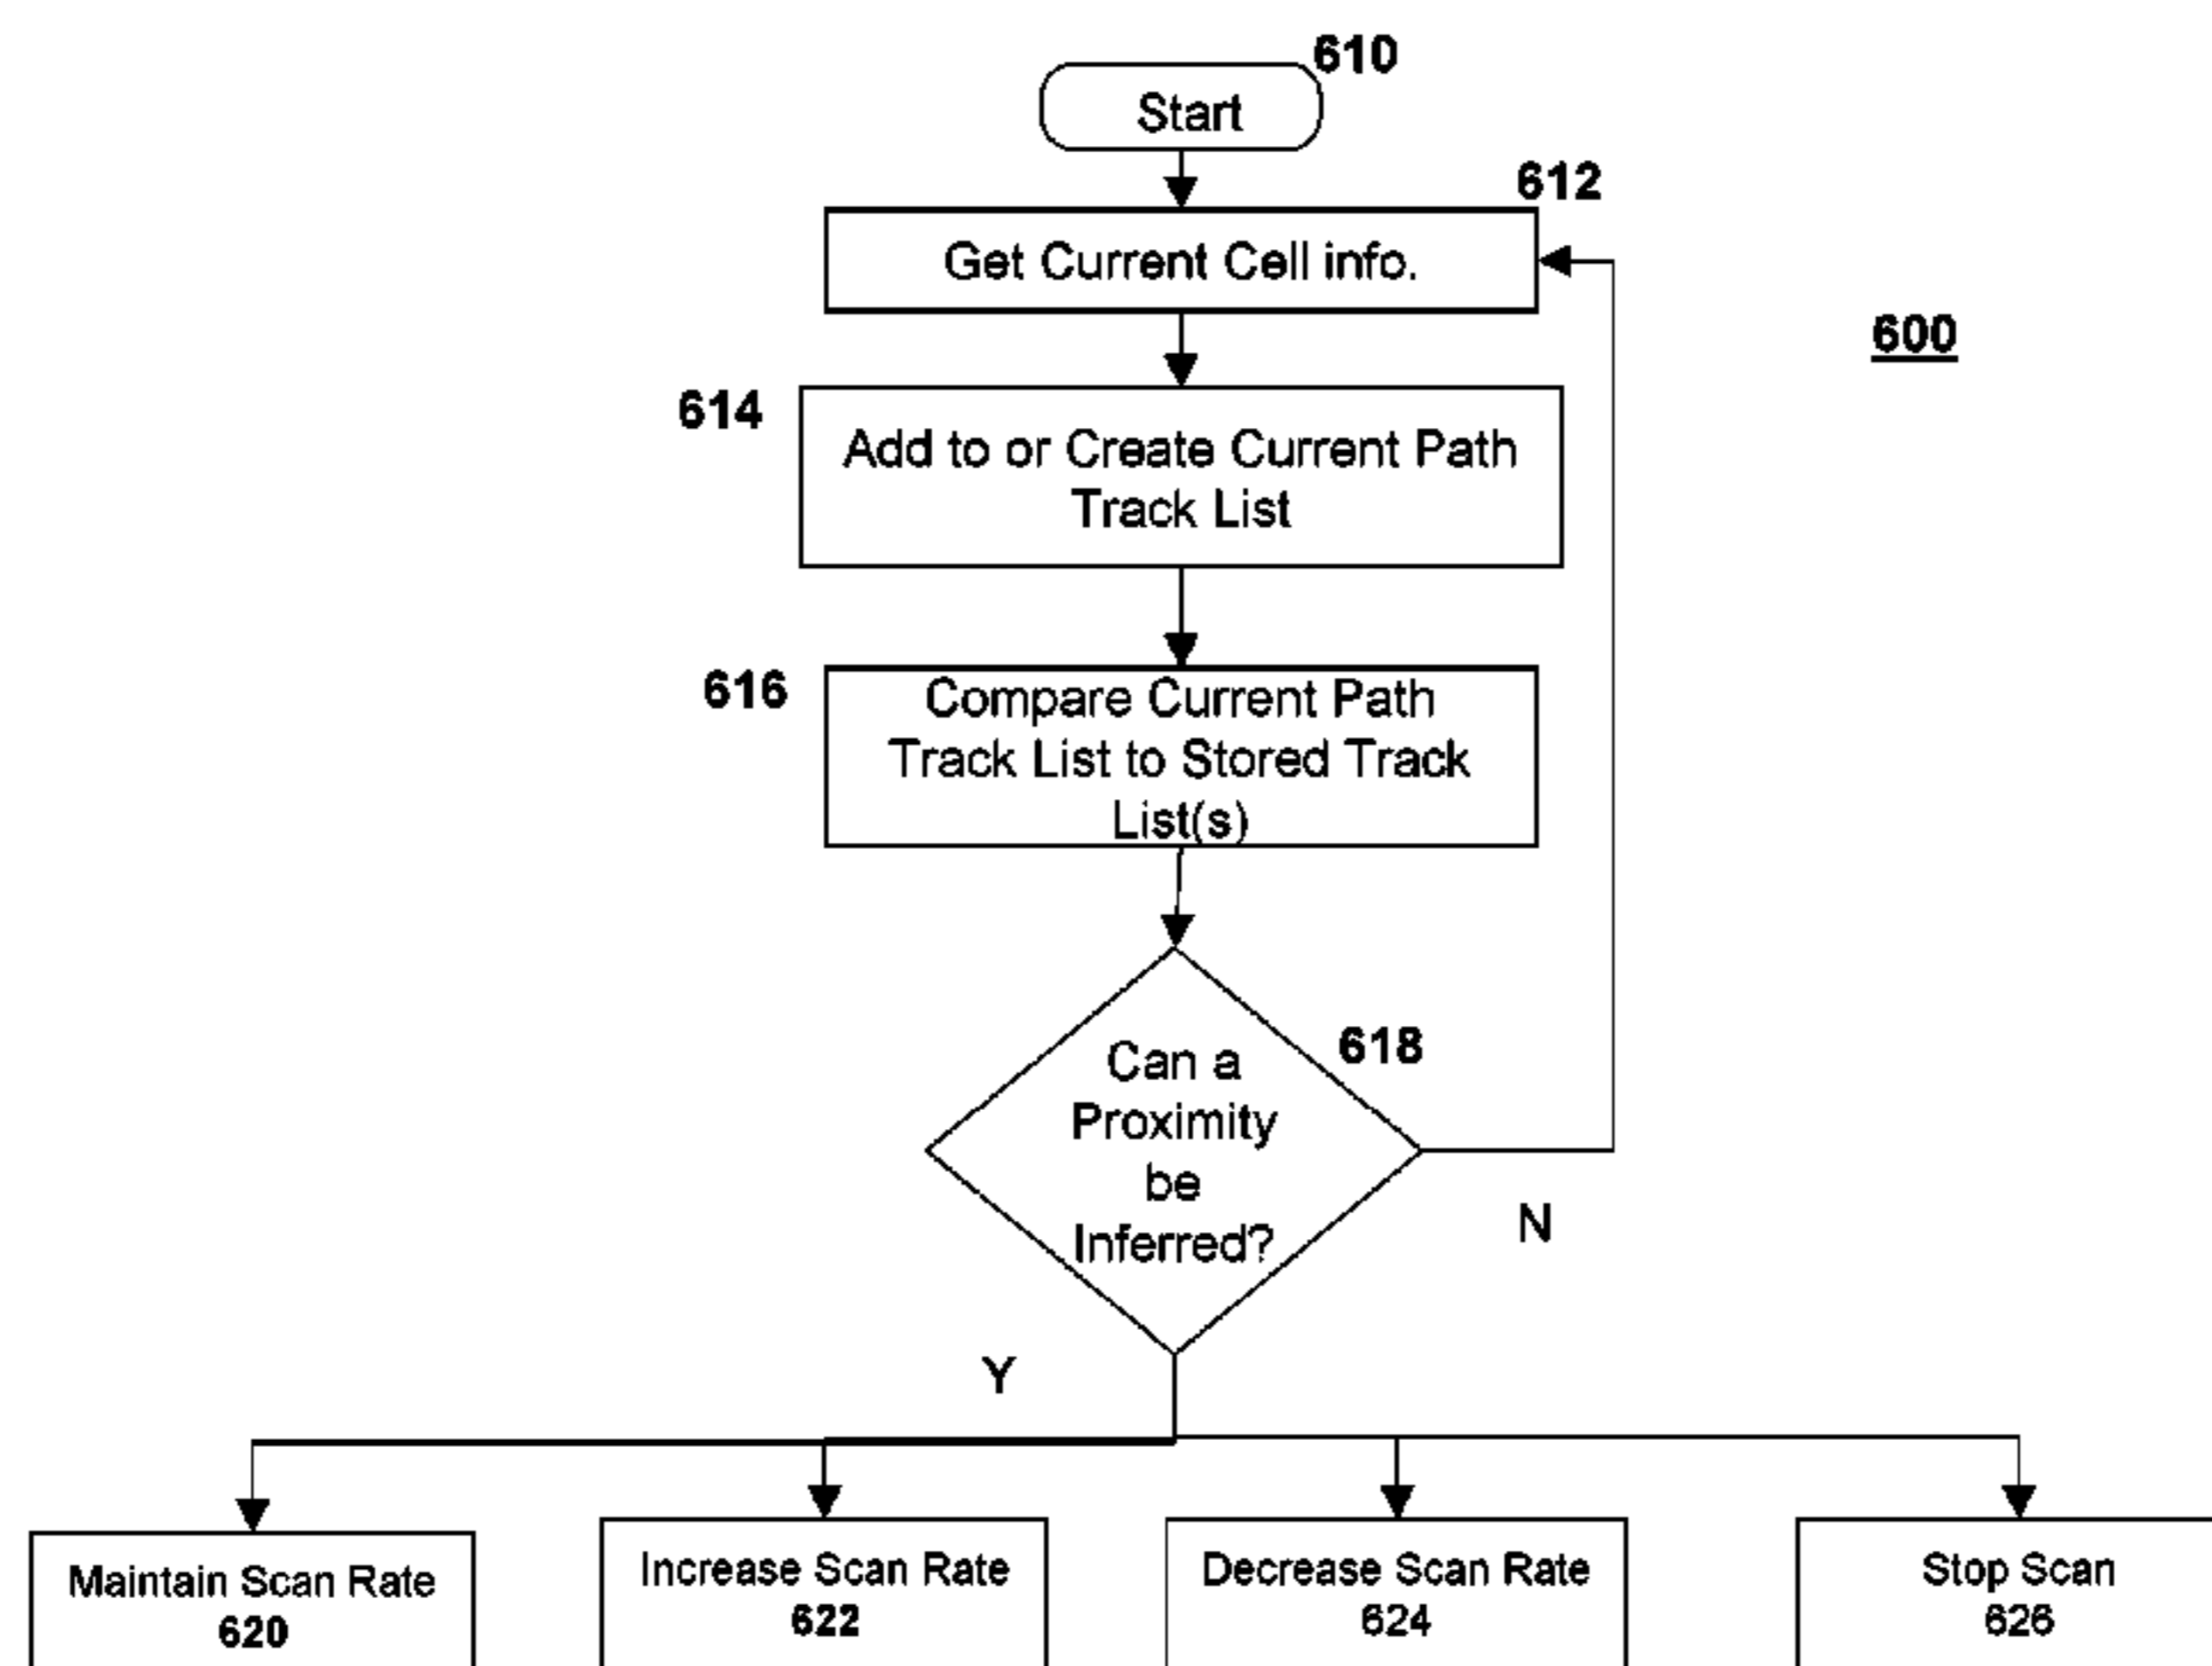 610
Start
612
Get Current Cell info.
600
614
Add to or Create Current Path
Track List
616
Compare Current Path
Track List to Stored Track
List(s)
618
Can a
Proximity
be
Inferred?
N
Y
Maintain Scan Rate
620
Increase Scan Rate
622
Decrease Scan Rate
624
Stop Scan
626